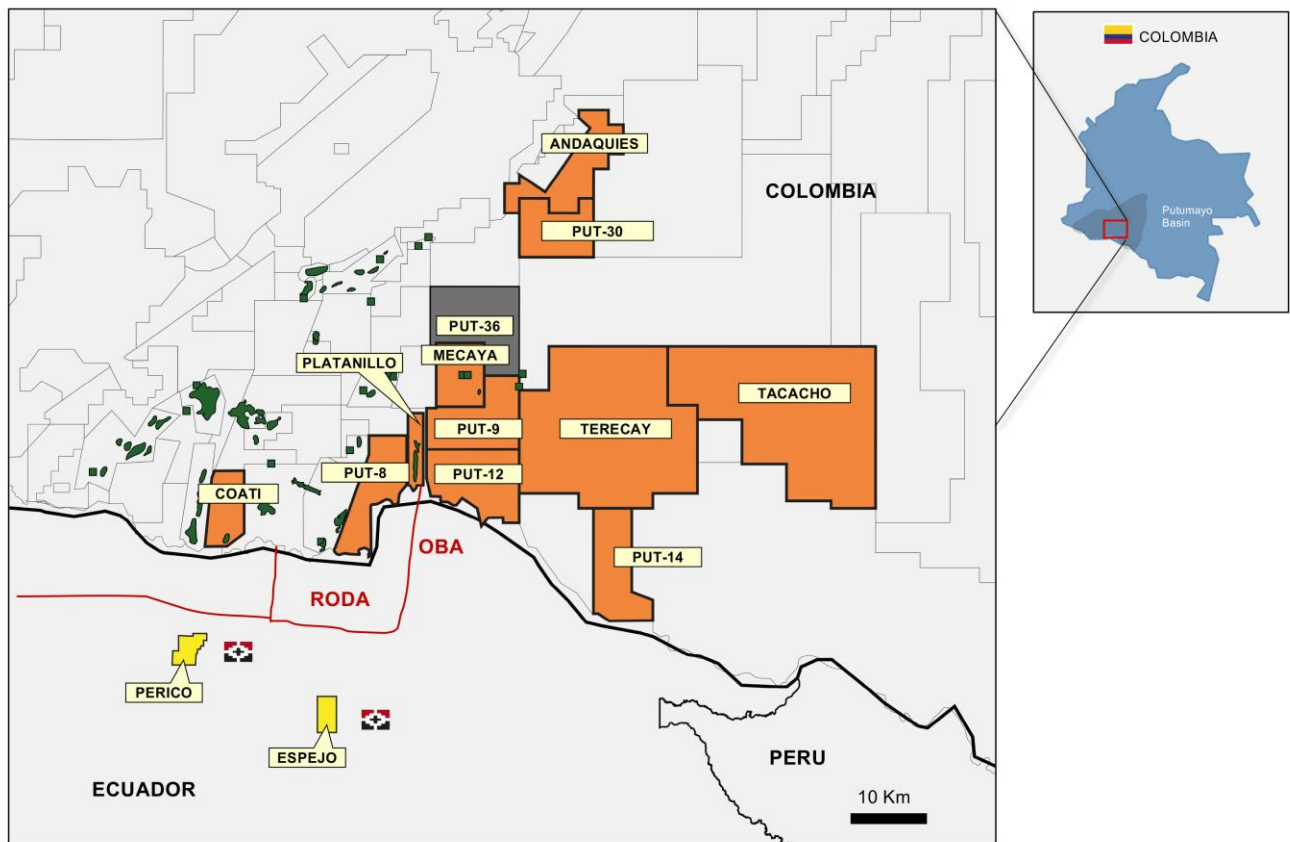 COLOMBIA
Putumayo
Basin
ANDAQUIES
COLOMBIA
PUT-30
PUT-36
PLATANILLO
MECAYA
TACACHO
PUT-9
TERECAY
PUT-8
PUT-12
COATI
OBA
PUT-14
RODA
PERICO
ESPEJO
PERU
ECUADOR
10 Km